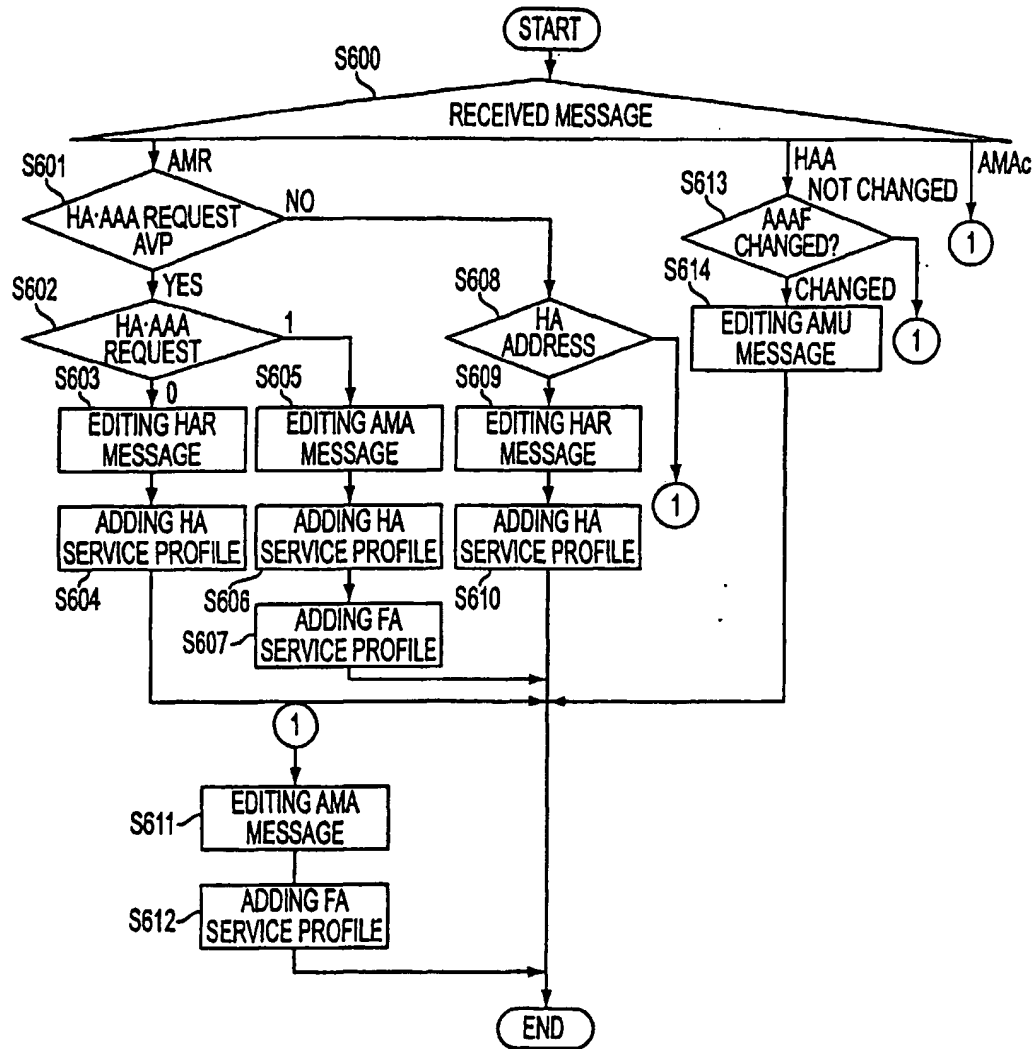 START
S600
RECEIVED MESSAGE
AMR
HAA
AMAc
S601
HA·AAA REQUEST
AVP
NO
S613
NOT CHANGED
AAAF
CHANGED?
1
YES
S602
HA·AAA
REQUEST
1
S608
HA
ADDRESS
S614
CHANGED
EDITING AMU
MESSAGE
1
S603
0
EDITING HAR
MESSAGE
S605
EDITING AMA
MESSAGE
S609
EDITING HAR
MESSAGE
1
ADDING HA
SERVICE PROFILE
S604
ADDING HA
SERVICE PROFILE
S606
ADDING HA
SERVICE PROFILE
S610
S607
ADDING FA
SERVICE PROFILE
1
S611
EDITING AMA
MESSAGE
S612
ADDING FA
SERVICE PROFILE
END